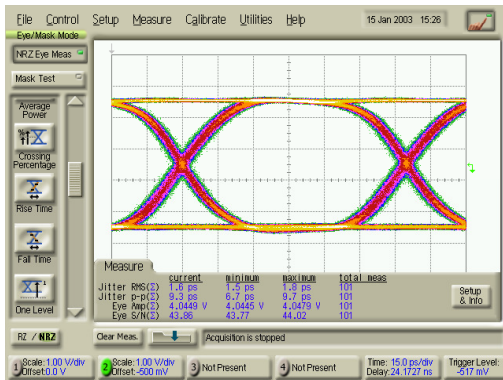 File Control Setup Measure Calibrate Utilities Help 15 Jan 2003 15:26
Eye/Mask Mode
NRZ Eye Meas
Mask Test
Average
Power
Crossing
Percentage
Rise Time
Fall Time
One Level
Measure
current minimum maximum total meas
Jitter RMS(Σ) 1.6 ps 1.5 ps 1.8 ps 101
Jitter p-p(Σ) 9.3 ps 6.7 ps 9.7 ps 101
Eye Amp(Σ) 4.0449 V 4.0445 V 4.0479 V 101
Eye S/N(Σ) 43.86 43.77 44.02 101
Setup
& Info
RZ / NRZ
Clear Meas.
Acquisition is stopped
1 Scale:1.00 V/div
Offset:0.0 V
2 Scale:1.00 V/div
Offset:-500 mV
3 Not Present
4 Not Present
Time: 15.0 ps/div
Delay:24.1727 ns
Trigger Level:
-517 mV